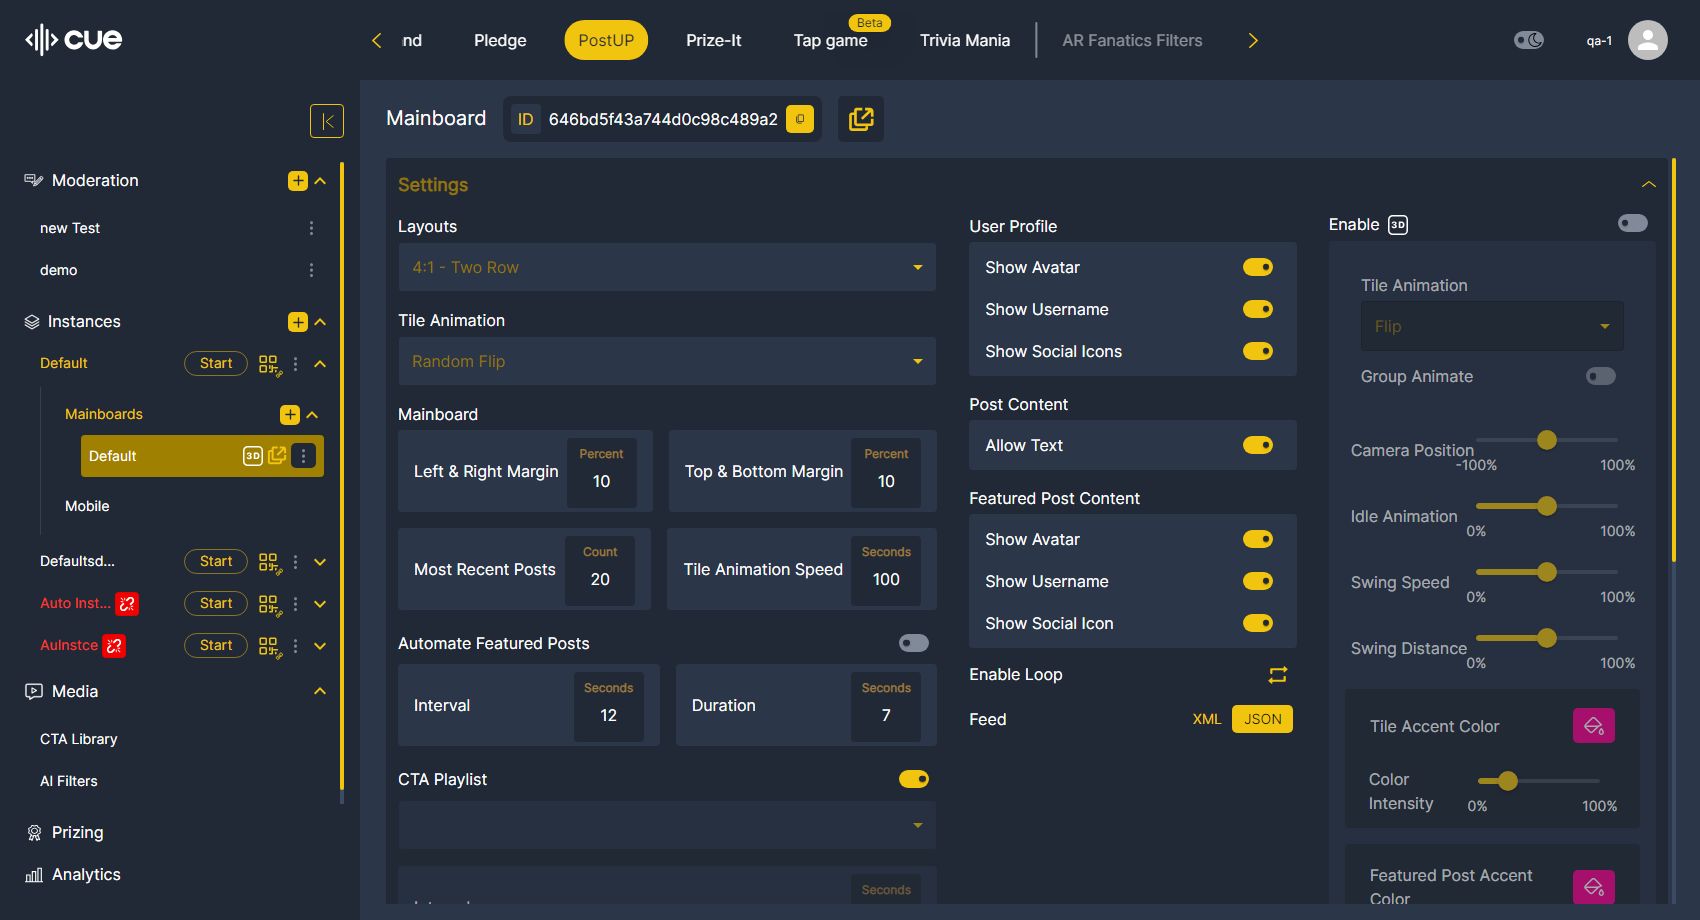 cue
nd
Pledge
PostUP
Prize-It
Beta
Tap game
Trivia Mania
AR Fanatics Filters
qa-1
Moderation
new Test
demo
Instances
Default
Start
Mainboards
Default
3D
Mobile
Defaultsd...
Start
Auto Inst...
Start
AuInstce
Start
Media
CTA Library
AI Filters
Prizing
Analytics
Mainboard
ID
646bd5f43a744d0c98c489a2
Settings
Layouts
4:1 - Two Row
Tile Animation
Random Flip
Mainboard
Left & Right Margin
Percent
10
Top & Bottom Margin
Percent
10
Most Recent Posts
Count
20
Tile Animation Speed
Seconds
100
Automate Featured Posts
Interval
Seconds
12
Duration
Seconds
7
CTA Playlist
Seconds
User Profile
Show Avatar
Show Username
Show Social Icons
Post Content
Allow Text
Featured Post Content
Show Avatar
Show Username
Show Social Icon
Enable Loop
Feed
XML
JSON
Enable 3D
Tile Animation
Flip
Group Animate
Camera Position
-100%
100%
Idle Animation
0%
100%
Swing Speed
0%
100%
Swing Distance
0%
100%
Tile Accent Color
Color
Intensity
0%
100%
Featured Post Accent
Color